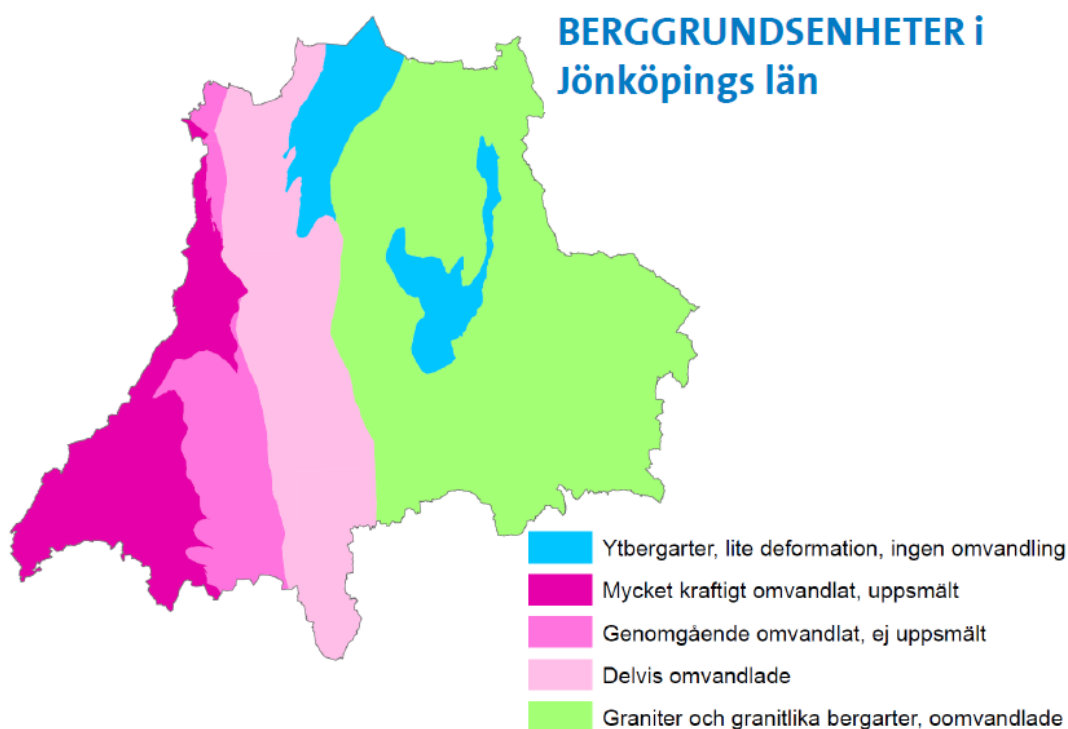 BERGGRUNDSENHETER i
Jönköpings län
Ytbergarter, lite deformation, ingen omvandling
Mycket kraftigt omvandlat, uppsmält
Genomgående omvandlat, ej uppsmält
Delvis omvandlade
Graniter och granitlika bergarter, oomvandlade